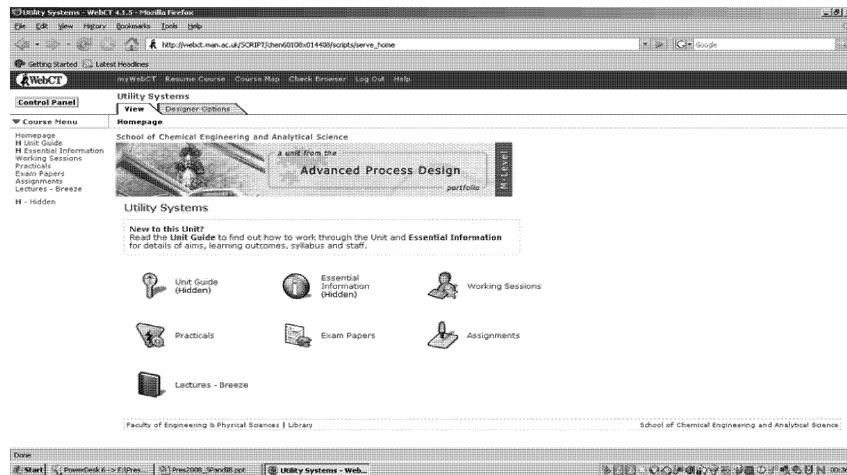 Utility Systems - WebCT 4.1.5 - Mozilla Firefox
File Edit View History Bookmarks Tools Help
http://webct.man.ac.uk/SCRIPT/chen60108x014408/scripts/serve_home
Google
Getting Started Latest Headlines
WebCT myWebCT Resume Course Course Map Check Browser Log Out Help
Control Panel
Utility Systems
View Designer Options
Course Menu
Homepage
Homepage
H Unit Guide
H Essential Information
Working Sessions
Practicals
Exam Papers
Assignments
Lectures - Breeze
H - Hidden
School of Chemical Engineering and Analytical Science
a unit from the
Advanced Process Design
portfolio
M-Level
Utility Systems
New to this Unit?
Read the Unit Guide to find out how to work through the Unit and Essential Information
for details of aims, learning outcomes, syllabus and staff.
Unit Guide
(Hidden)
Essential
Information
(Hidden)
Working Sessions
Practicals
Exam Papers
Assignments
Lectures - Breeze
Faculty of Engineering & Physical Sciences | Library
School of Chemical Engineering and Analytical Science
Done
Start PowerDesk 6 -> E:\Pres... Pres2008_SPandIB.ppt Utility Systems - Web...